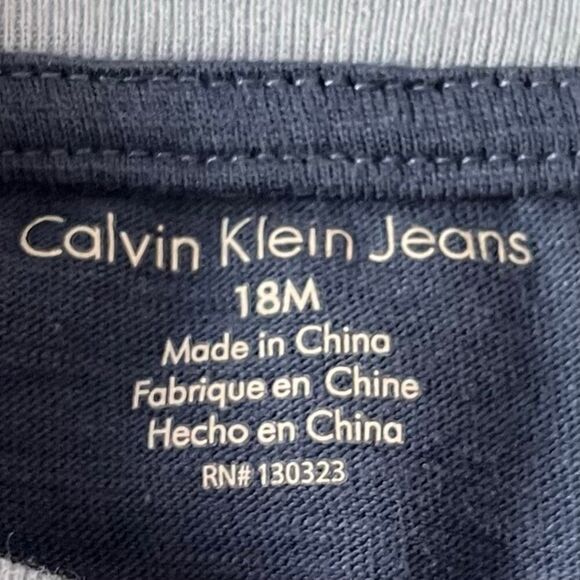 Calvin Klein Jeans
18M
Made in China
Fabrique en Chine
Hecho en China
RN# 130323